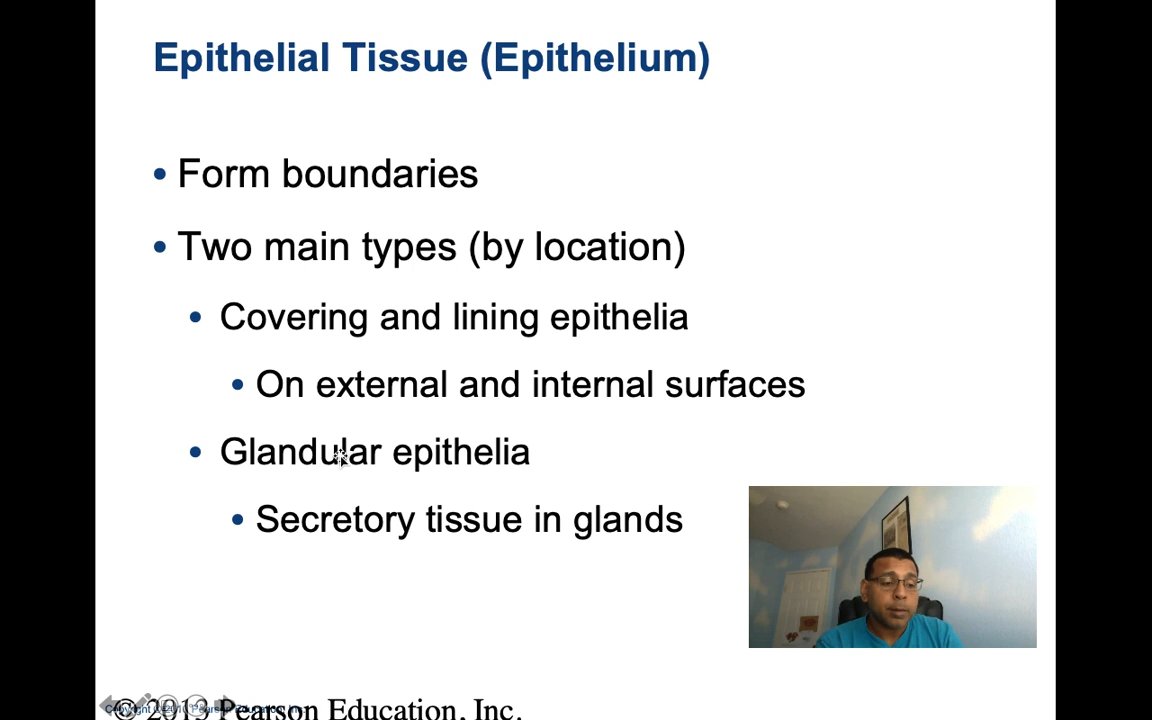 Epithelial Tissue (Epithelium)
• Form boundaries
• Two main types (by location)
• Covering and lining epithelia
• On external and internal surfaces
• Glandular epithelia
• Secretory tissue in glands
© 2013 Pearson Education, Inc.